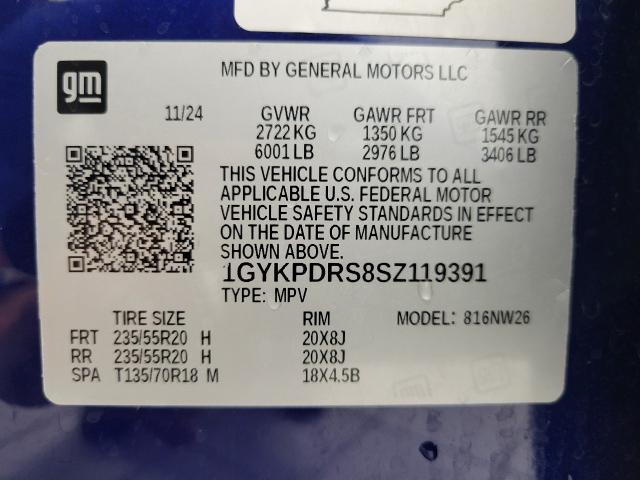 gm
MFD BY GENERAL MOTORS LLC
11/24 GVWR GAWR FRT GAWR RR
2722 KG 1350 KG 1545 KG
6001 LB 2976 LB 3406 LB
THIS VEHICLE CONFORMS TO ALL
APPLICABLE U.S. FEDERAL MOTOR
VEHICLE SAFETY STANDARDS IN EFFECT
ON THE DATE OF MANUFACTURE
SHOWN ABOVE.
1GYKPDRS8SZ119391
TYPE: MPV
TIRE SIZE RIM MODEL: 816NW26
FRT 235/55R20 H 20X8J
RR 235/55R20 H 20X8J
SPA T135/70R18 M 18X4.5B